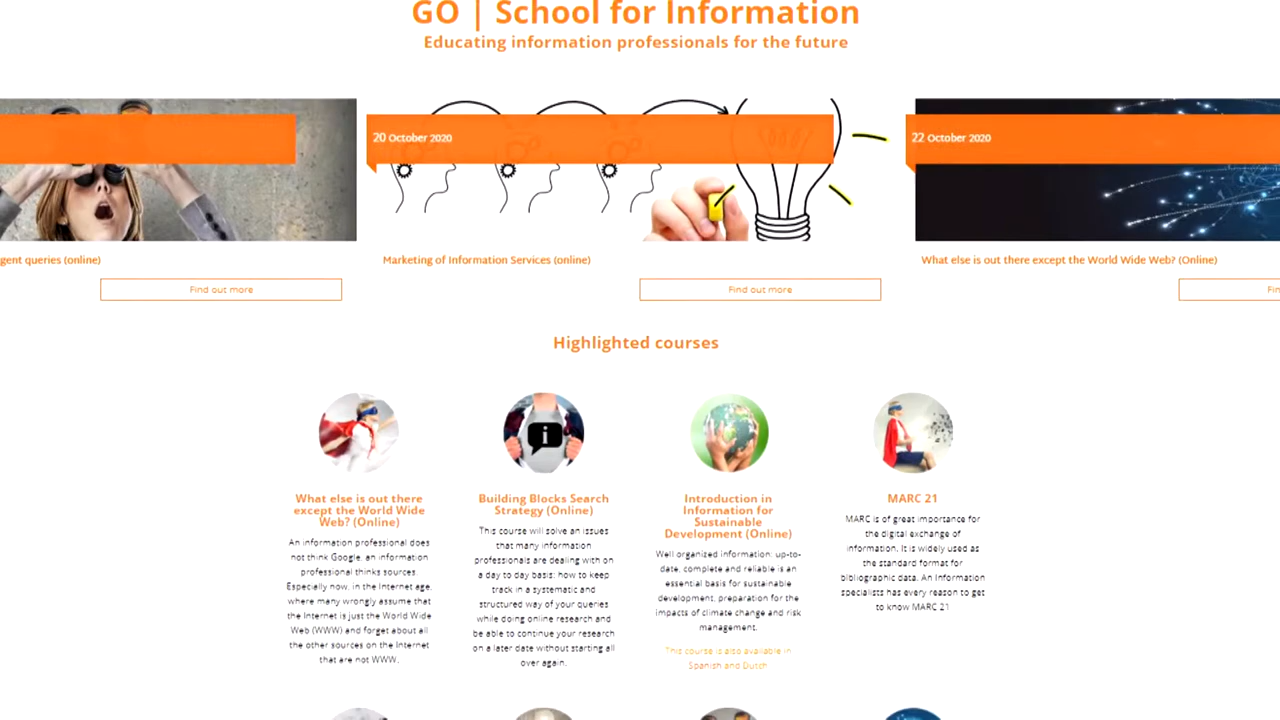 GO | School for Information
Educating information professionals for the future
20 October 2020
22 October 2020
gent queries (online)
Marketing of Information Services (online)
What else is out there except the World Wide Web? (Online)
Find out more
Find out more
Fin
Highlighted courses
What else is out there
except the World Wide
Web? (Online)
An information professional does
not think Google, an information
professional thinks sources.
Especially now, in the Internet age,
where many wrongly assume that
the Internet is just the World Wide
Web (WWW) and forget about all
the other sources on the Internet
that are not WWW.
Building Blocks Search
Strategy (Online)
This course will solve an issues
that many information
professionals are dealing with on
a day to day basis: how to keep
track in a systematic and
structured way of your queries
while doing online research and
be able to continue your research
on a later date without starting all
over again.
Introduction in
Information for
Sustainable
Development (Online)
Well organized information: up-to-
date, complete and reliable is an
essential basis for sustainable
development, preparation for the
impacts of climate change and risk
management.
This course is also available in
Spanish and Dutch
MARC 21
MARC is of great importance for
the digital exchange of
information. It is widely used as
the standard format for
bibliographic data. An Information
specialists has every reason to get
to know MARC 21